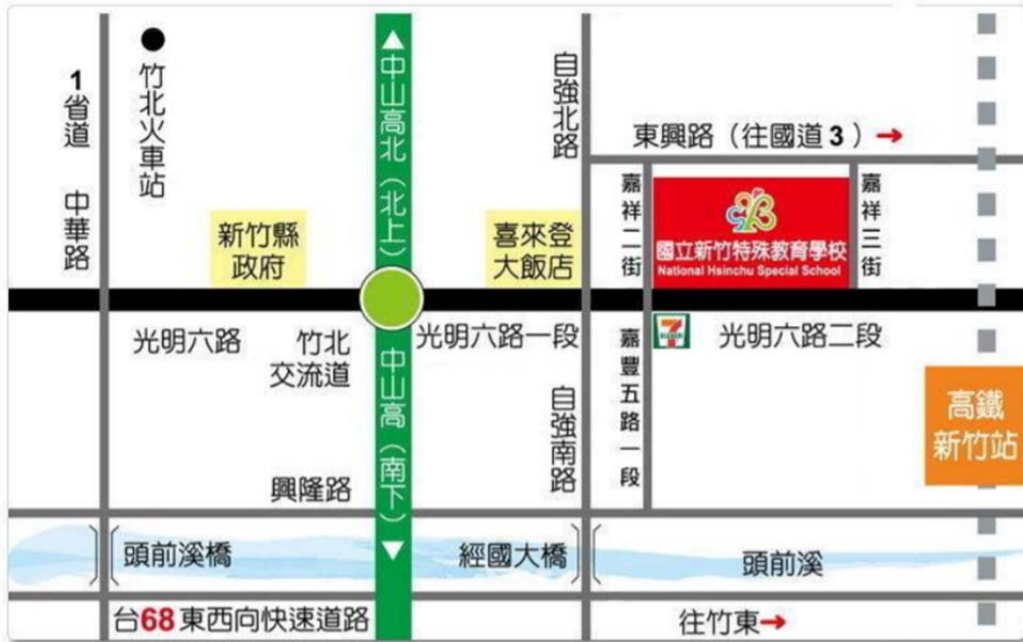 1省道 中華路
竹北火車站
▲中山高北（北上）
自強北路
東興路（往國道3）→
新竹縣
政府
喜來登
大飯店
嘉祥二街
國立新竹特殊教育學校
National Hsinchu Special School
嘉祥三街
光明六路
竹北
交流道
中山高（南下）▼
光明六路一段
自強南路
嘉豐五路一段
7
ELEVEN
光明六路二段
高鐵
新竹站
興隆路
頭前溪橋
經國大橋
頭前溪
台68東西向快速道路
往竹東→